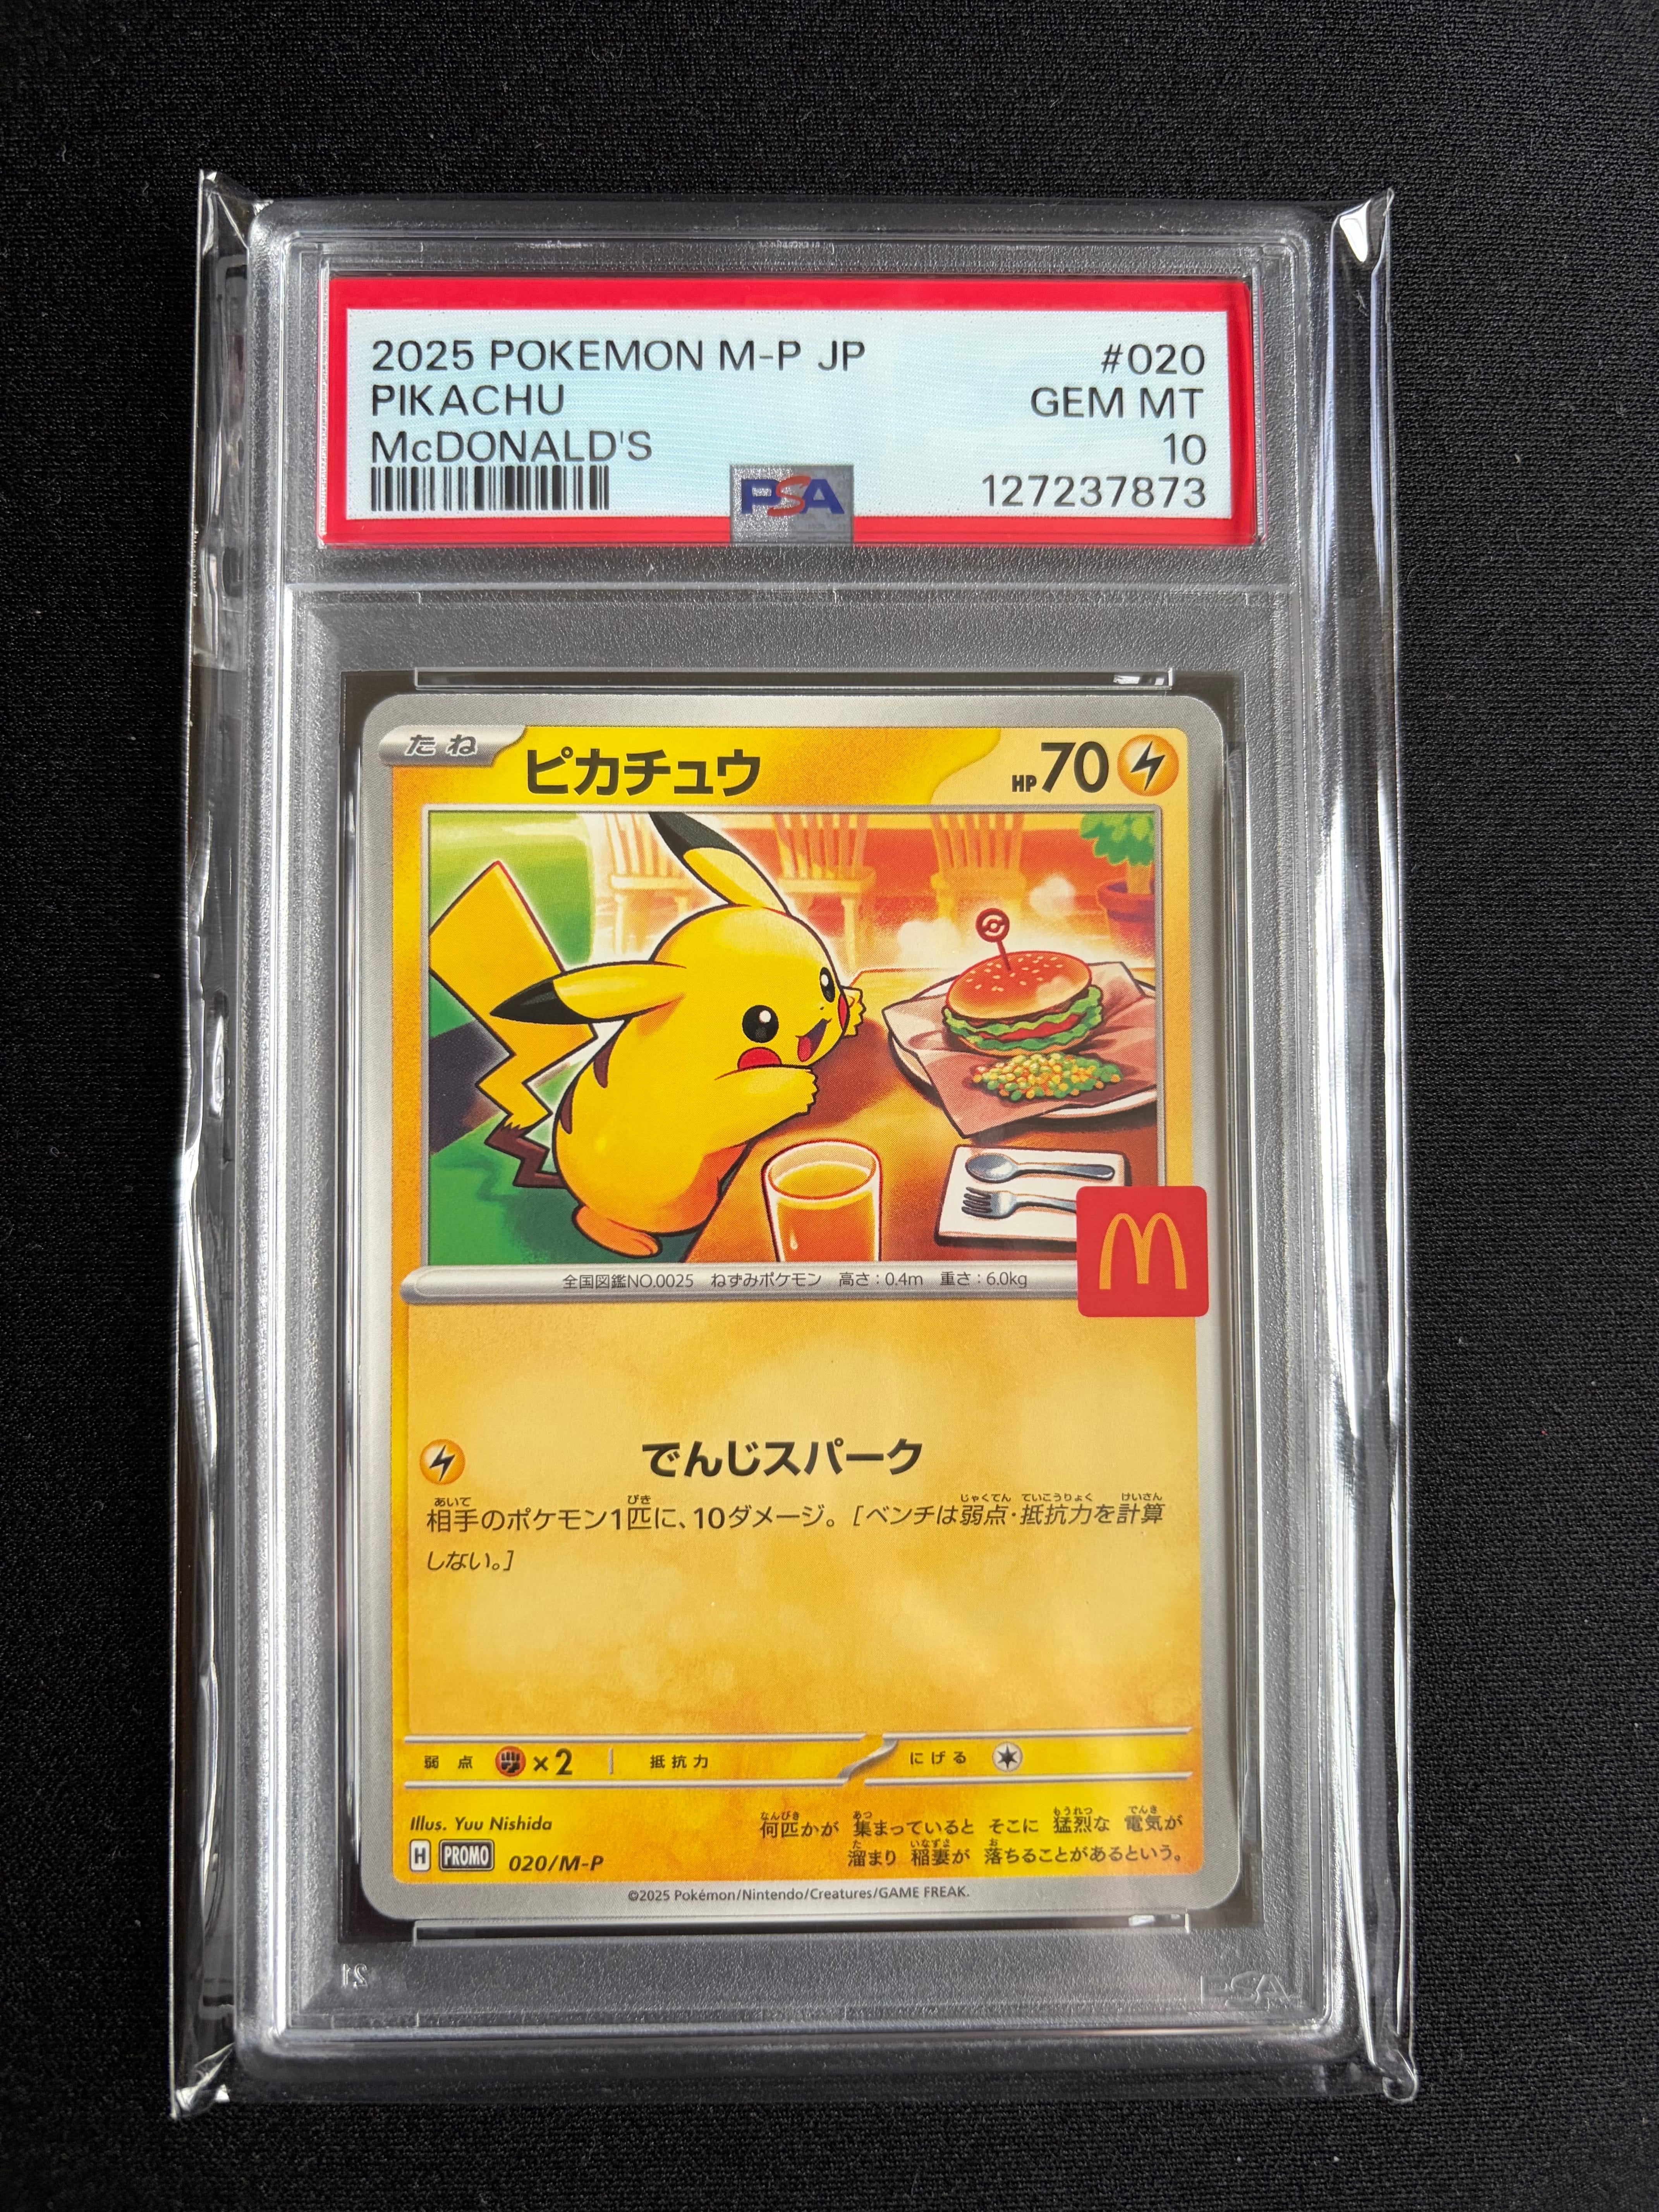 2025 POKEMON M-P JP #020
PIKACHU GEM MT
McDONALD'S 10
127237873
PSA
たね ピカチュウ HP70
M
全国図鑑NO.0025 ねずみポケモン 高さ:0.4m 重さ:6.0kg
でんじスパーク
相手のポケモン1匹に、10ダメージ。[ベンチは弱点・抵抗力を計算
しない。]
弱点 ×2 抵抗力 にげる
Illus. Yuu Nishida
何匹かが 集まっていると そこに 猛烈な 電気が
溜まり 稲妻が 落ちることがあるという。
H PROMO 020/M-P
©2025 Pokémon/Nintendo/Creatures/GAME FREAK.
PSA